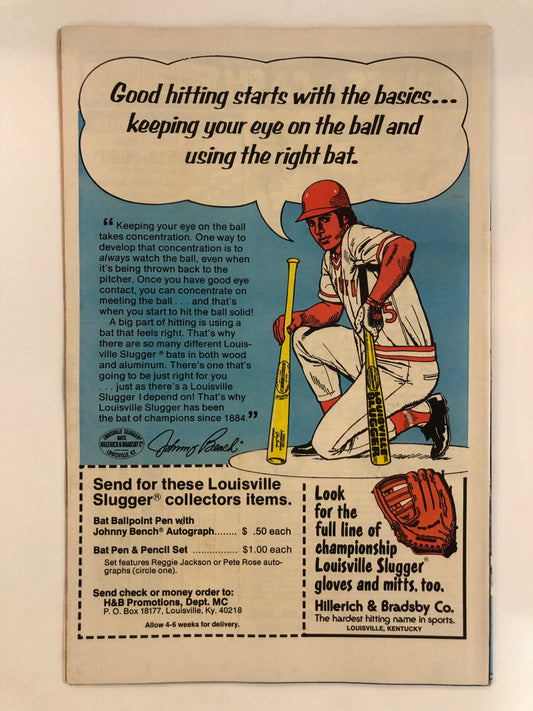 Good hitting starts with the basics...
keeping your eye on the ball and
using the right bat.
“Keeping your eye on the ball
takes concentration. One way to
develop that concentration is to
always watch the ball, even when
it's being thrown back to the
pitcher. Once you have good eye
contact, you can concentrate on
meeting the ball . . . and that's
when you start to hit the ball solid!
A big part of hitting is using a
bat that feels right. That's why
there are so many different Louis-
ville Slugger® bats in both wood
and aluminum. There's one that's
going to be just right for you
. . . just as there's a Louisville
Slugger I depend on! That's why
Louisville Slugger has been
the bat of champions since 1884.”
LOUISVILLE SLUGGER®
BATS
HILLERICH & BRADSBY Co
LOUISVILLE, KY.
Johnny Bench
5
LOUISVILLE
SLUGGER
Send for these Louisville
Slugger® collectors items.
Bat Ballpoint Pen with
Johnny Bench® Autograph........ $ .50 each
Bat Pen & Pencil Set ................ $1.00 each
Set features Reggie Jackson or Pete Rose auto-
graphs (circle one).
Send check or money order to:
H&B Promotions, Dept. MC
P. O. Box 18177, Louisville, Ky. 40218
Allow 4-6 weeks for delivery.
Look
for the
full line of
championship
Louisville Slugger®
gloves and mitts, too.
Hillerich & Bradsby Co.
The hardest hitting name in sports.
LOUISVILLE, KENTUCKY